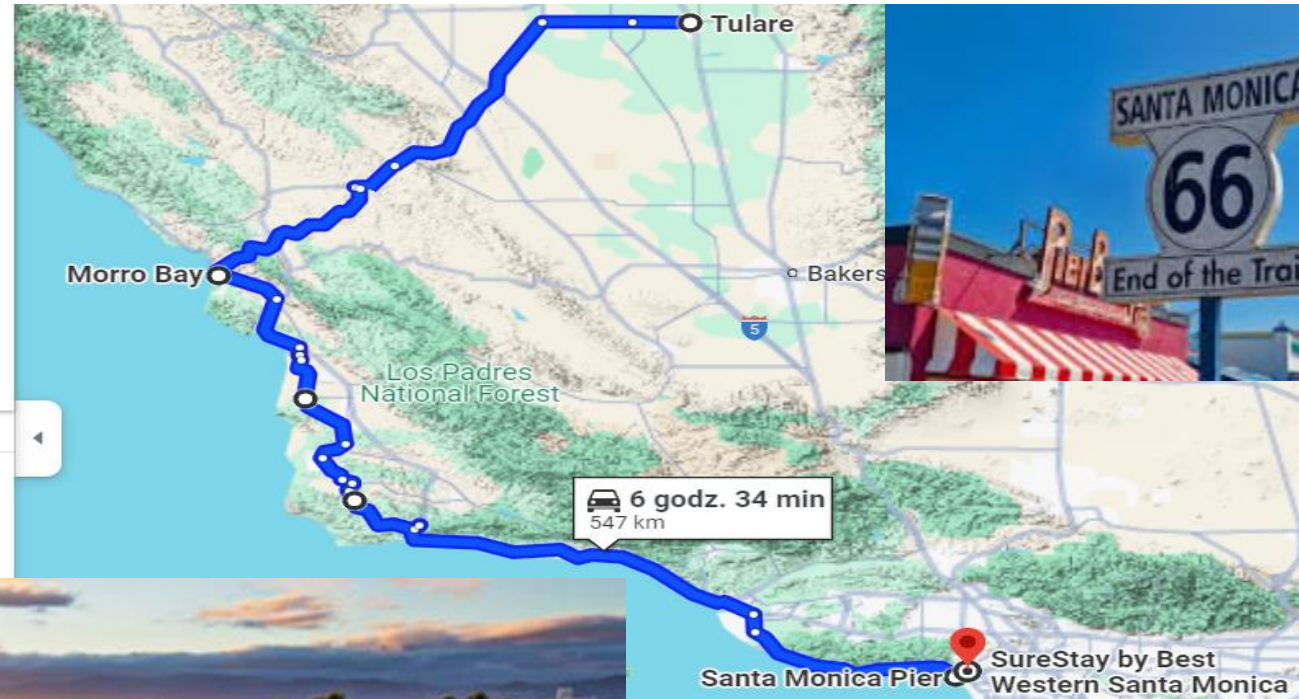 Tulare
SANTA MONICA
66
Pier B
End of the Trai
Morro Bay
Bakers
5
Los Padres
National Forest
6 godz. 34 min
547 km
Santa Monica Pier
SureStay by Best
Western Santa Monica